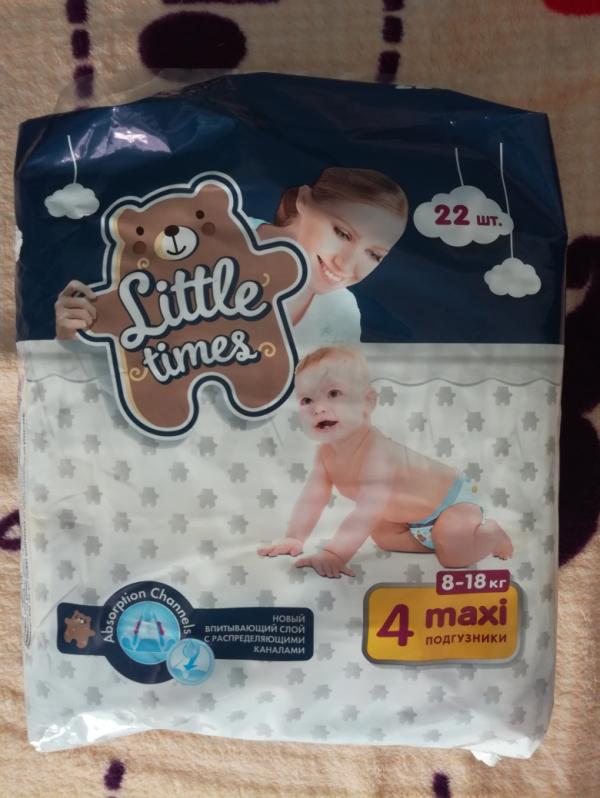 22 шт.
Little
times
8-18 кг
4 maxi
подгузники
Absorption Channels
НОВЫЙ
ВПИТЫВАЮЩИЙ СЛОЙ
С РАСПРЕДЕЛЯЮЩИМИ
КАНАЛАМИ